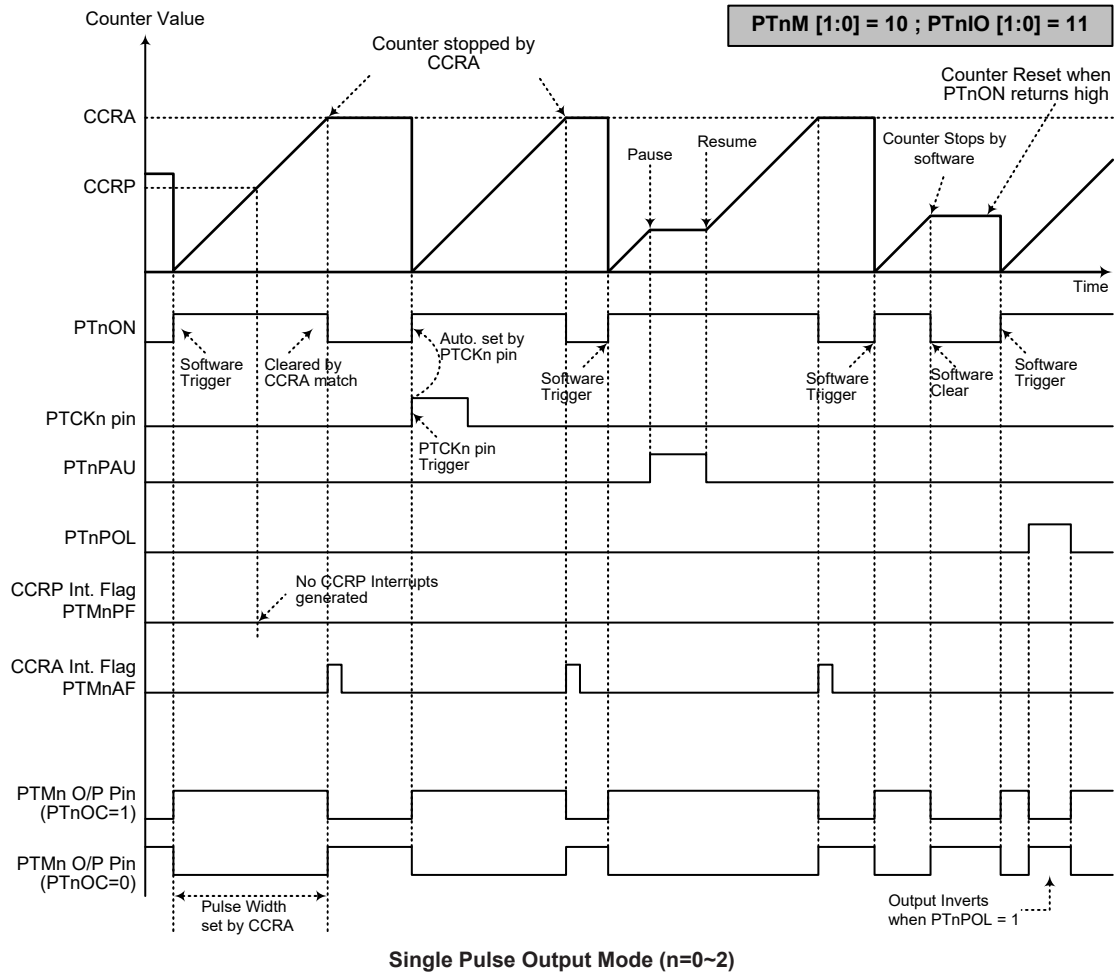 Counter Value
PTnM [1:0] = 10 ; PTnIO [1:0] = 11
Counter stopped by
CCRA
Counter Reset when
PTnON returns high
CCRA
Pause
Resume
Counter Stops by
software
CCRP
Time
PTnON
Software
Trigger
Cleared by
CCRA match
Auto. set by
PTCKn pin
Software
Trigger
Software
Trigger
Software
Clear
Software
Trigger
PTCKn pin
PTCKn pin
Trigger
PTnPAU
PTnPOL
CCRP Int. Flag
PTMnPF
No CCRP Interrupts
generated
CCRA Int. Flag
PTMnAF
PTMn O/P Pin
(PTnOC=1)
PTMn O/P Pin
(PTnOC=0)
Pulse Width
set by CCRA
Output Inverts
when PTnPOL = 1
Single Pulse Output Mode (n=0~2)